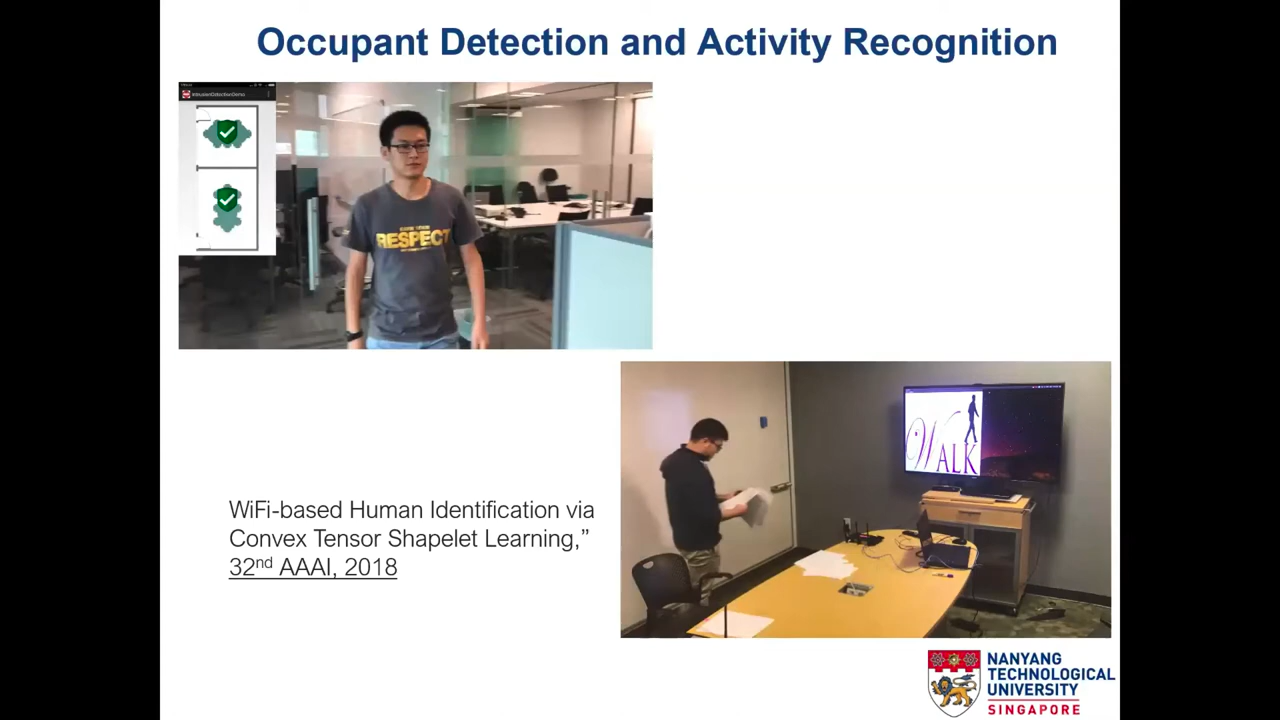 Occupant Detection and Activity Recognition
IntrusionDetectionDemo
RESPECT
WALK
WiFi-based Human Identification via
Convex Tensor Shapelet Learning,”
32nd AAAI, 2018
NANYANG
TECHNOLOGICAL
UNIVERSITY
SINGAPORE